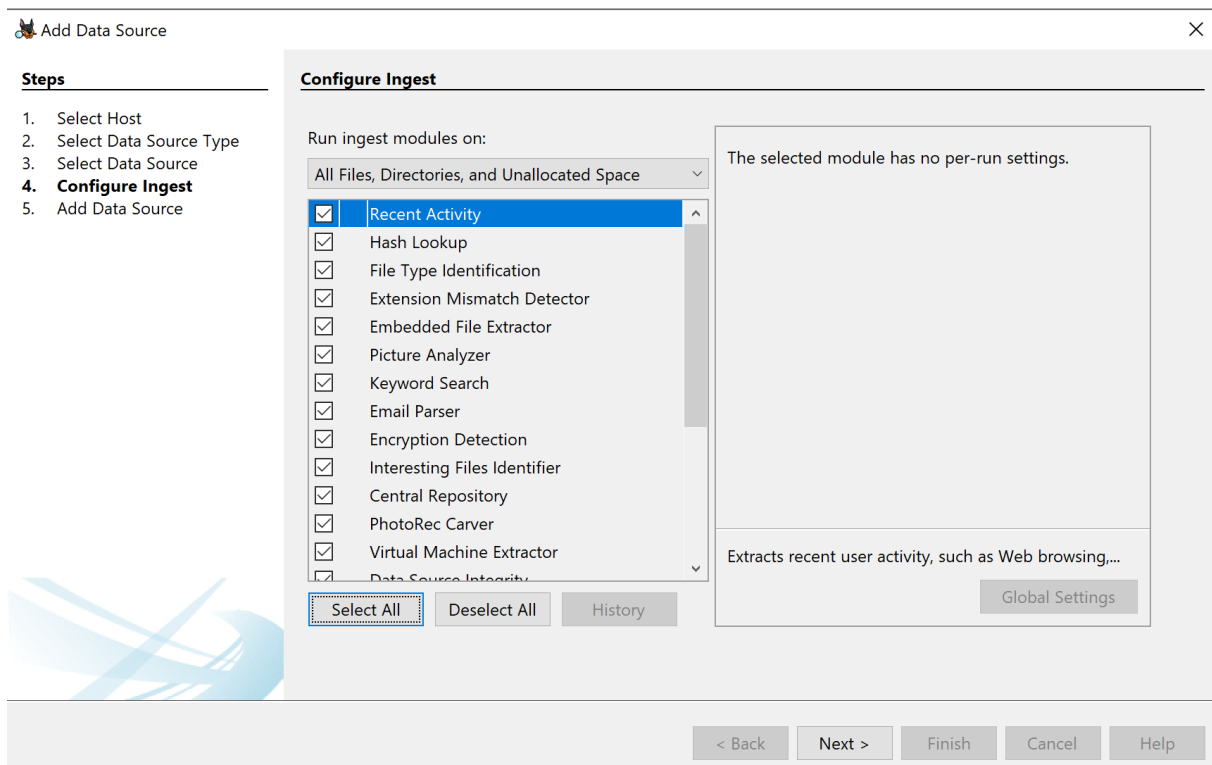 Add Data Source
Steps
1. Select Host
2. Select Data Source Type
3. Select Data Source
4. Configure Ingest
5. Add Data Source
Configure Ingest
Run ingest modules on:
All Files, Directories, and Unallocated Space
Recent Activity
Hash Lookup
File Type Identification
Extension Mismatch Detector
Embedded File Extractor
Picture Analyzer
Keyword Search
Email Parser
Encryption Detection
Interesting Files Identifier
Central Repository
PhotoRec Carver
Virtual Machine Extractor
Data Source Integrity
Select All Deselect All History
The selected module has no per-run settings.
Extracts recent user activity, such as Web browsing,...
Global Settings
< Back Next > Finish Cancel Help